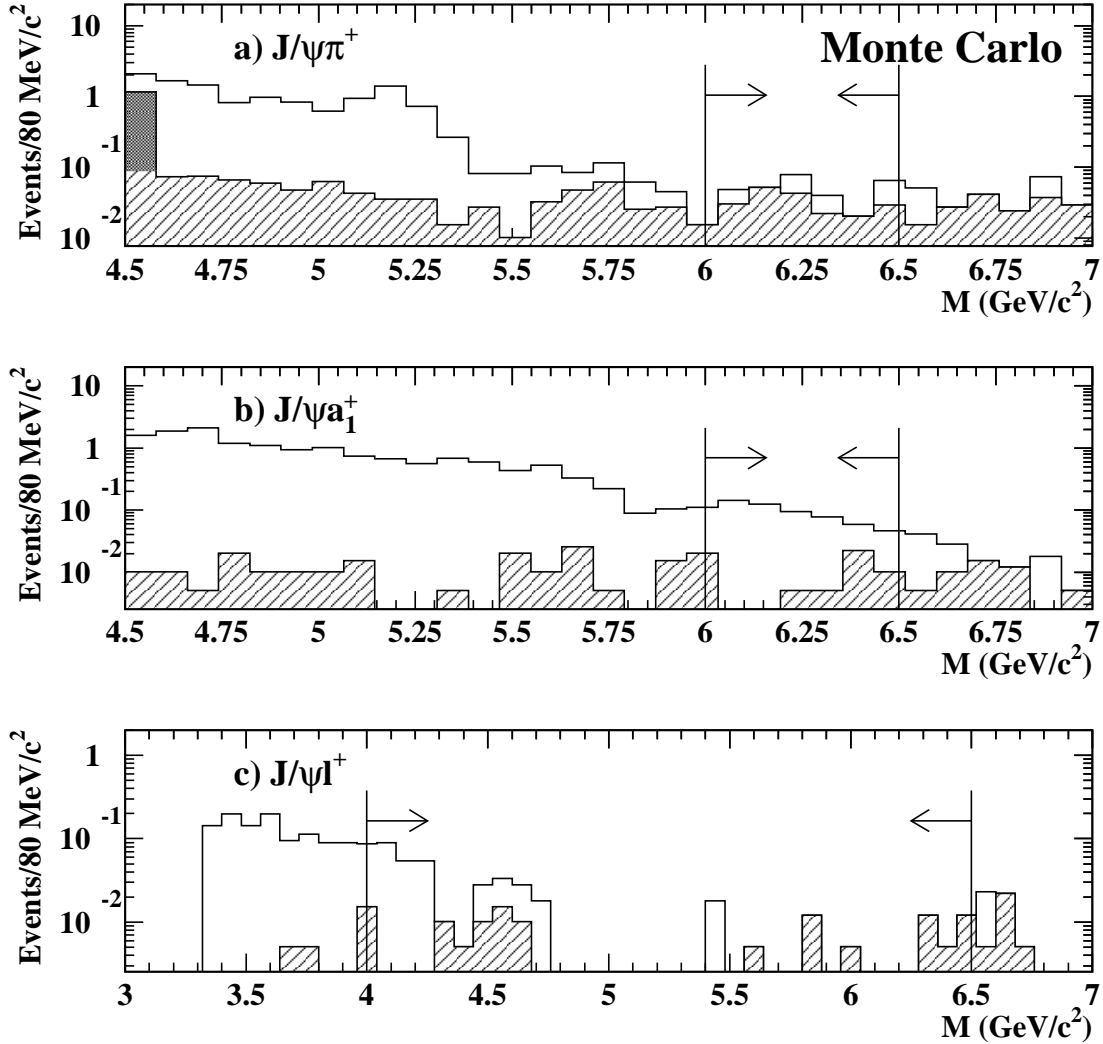 a) J/ψπ⁺
Monte Carlo
Events/80 MeV/c²
10
1
10⁻¹
10⁻²
4.5 4.75 5 5.25 5.5 5.75 6 6.25 6.5 6.75 7
M (GeV/c²)
b) J/ψa₁⁺
Events/80 MeV/c²
10
1
10⁻¹
10⁻²
4.5 4.75 5 5.25 5.5 5.75 6 6.25 6.5 6.75 7
M (GeV/c²)
c) J/ψl⁺
Events/80 MeV/c²
1
10⁻¹
10⁻²
3 3.5 4 4.5 5 5.5 6 6.5 7
M (GeV/c²)